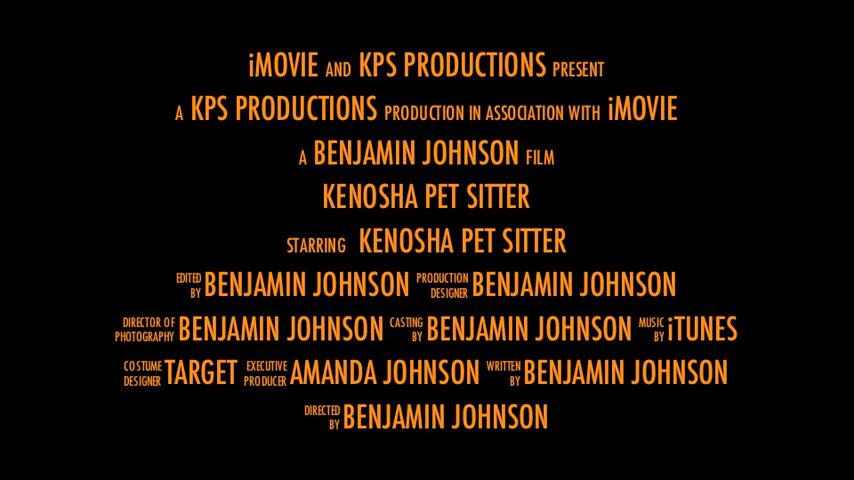 iMOVIE AND KPS PRODUCTIONS PRESENT
A KPS PRODUCTIONS PRODUCTION IN ASSOCIATION WITH iMOVIE
A BENJAMIN JOHNSON FILM
KENOSHA PET SITTER
STARRING KENOSHA PET SITTER
EDITED BY BENJAMIN JOHNSON PRODUCTION DESIGNER BENJAMIN JOHNSON
DIRECTOR OF PHOTOGRAPHY BENJAMIN JOHNSON CASTING BY BENJAMIN JOHNSON MUSIC BY iTUNES
COSTUME DESIGNER TARGET EXECUTIVE PRODUCER AMANDA JOHNSON WRITTEN BY BENJAMIN JOHNSON
DIRECTED BY BENJAMIN JOHNSON